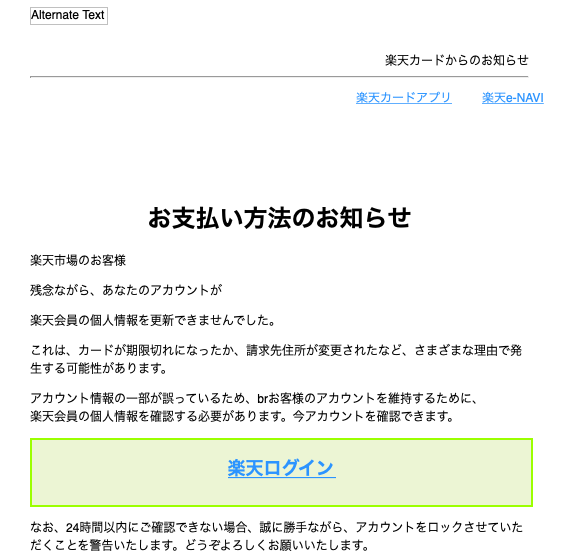 Alternate Text
楽天カードからのお知らせ
楽天カードアプリ 楽天e-NAVI
お支払い方法のお知らせ
楽天市場のお客様
残念ながら、あなたのアカウントが
楽天会員の個人情報を更新できませんでした。
これは、カードが期限切れになったか、請求先住所が変更されたなど、さまざまな理由で発
生する可能性があります。
アカウント情報の一部が誤っているため、brお客様のアカウントを維持するために、
楽天会員の個人情報を確認する必要があります。今アカウントを確認できます。
楽天ログイン
なお、24時間以内にご確認できない場合、誠に勝手ながら、アカウントをロックさせていた
だくことを警告いたします。どうぞよろしくお願いいたします。